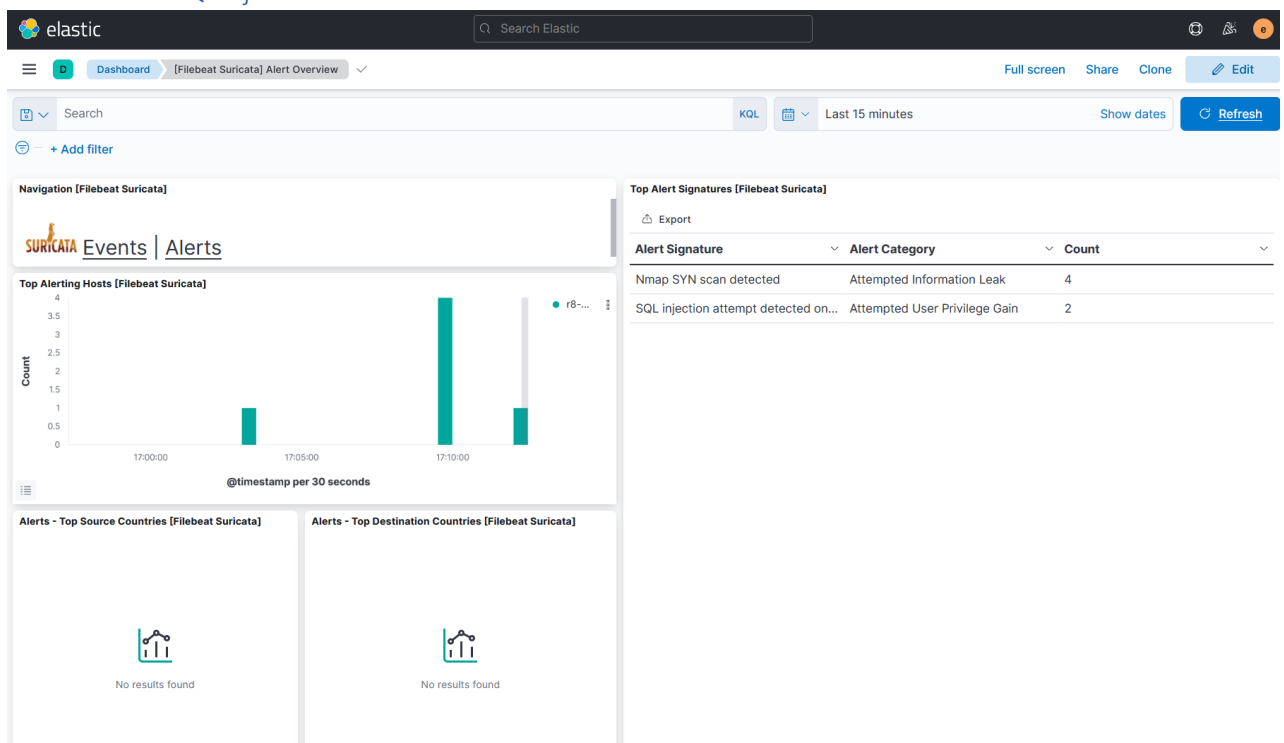 elastic
Search Elastic
e
D
Dashboard
[Filebeat Suricata] Alert Overview
Full screen
Share
Clone
Edit
Search
KQL
Last 15 minutes
Show dates
Refresh
+ Add filter
Navigation [Filebeat Suricata]
SURICATA Events | Alerts
Top Alerting Hosts [Filebeat Suricata]
4
3.5
3
2.5
2
1.5
1
0.5
0
Count
r8-...
17:00:00
17:05:00
17:10:00
@timestamp per 30 seconds
Top Alert Signatures [Filebeat Suricata]
Export
Alert Signature Alert Category Count
Nmap SYN scan detected Attempted Information Leak 4
SQL injection attempt detected on... Attempted User Privilege Gain 2
Alerts - Top Source Countries [Filebeat Suricata]
No results found
Alerts - Top Destination Countries [Filebeat Suricata]
No results found